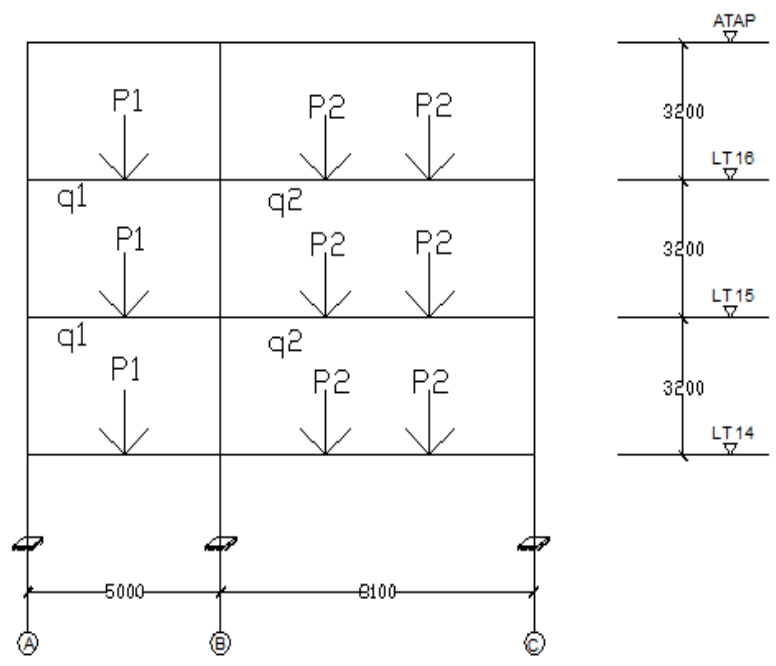 ATAP
P1 P2 P2
3200
LT16
q1 q2
P1 P2 P2
3200
LT15
q1 q2
P1 P2 P2
3200
LT14
5000 8100
A B C